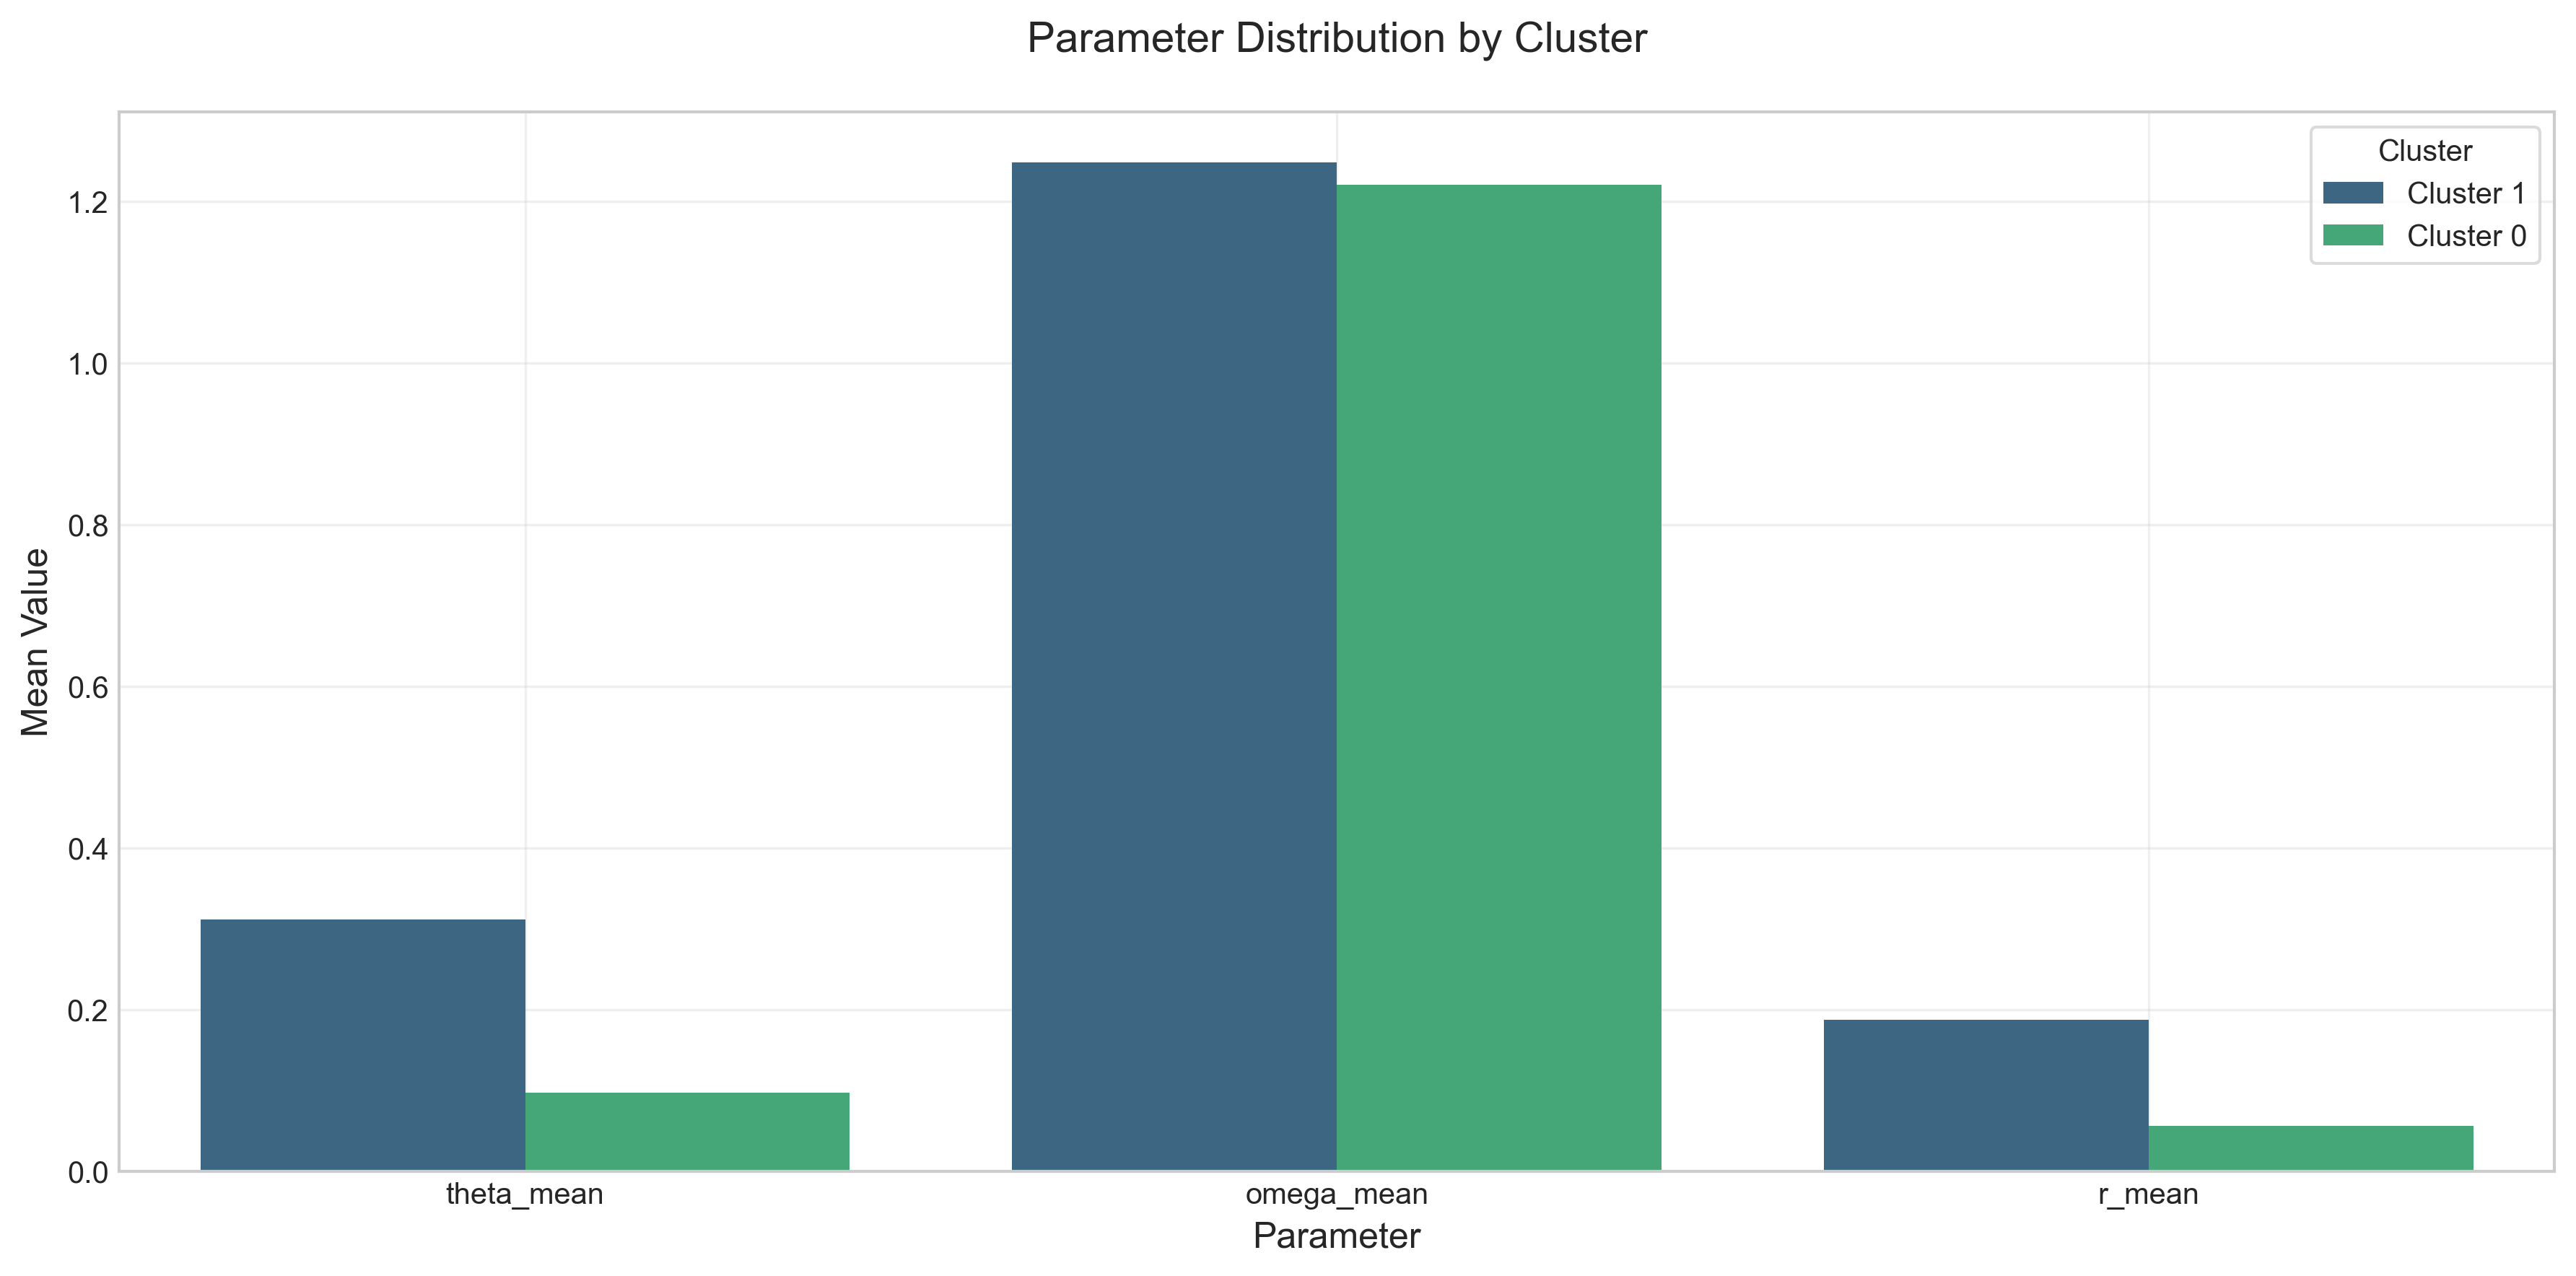 Parameter Distribution by Cluster
Cluster
Cluster 1
Cluster 0
Mean Value
1.2
1.0
0.8
0.6
0.4
0.2
0.0
theta_mean
omega_mean
r_mean
Parameter